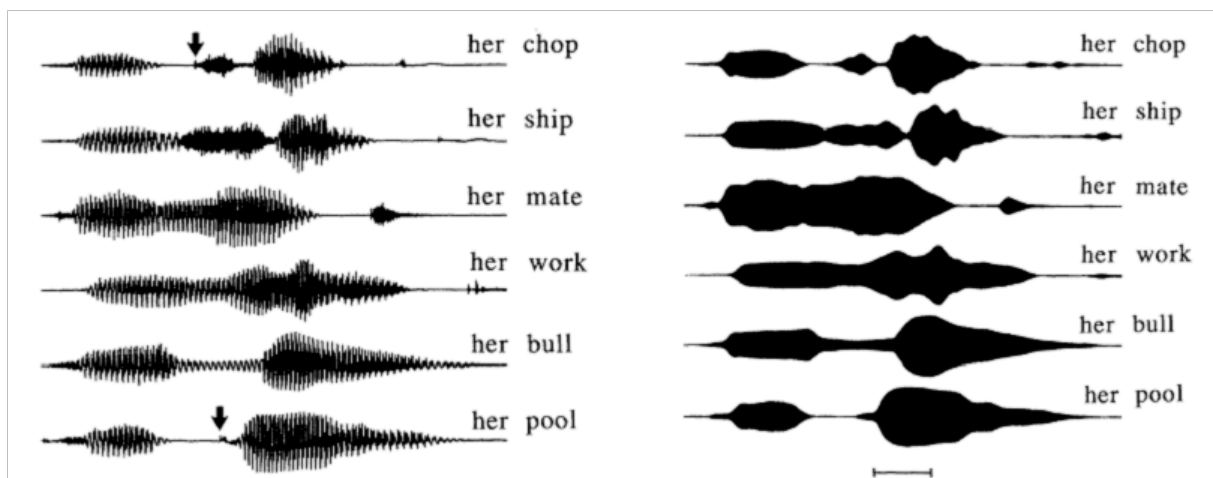 her chop
her ship
her mate
her work
her bull
her pool
her chop
her ship
her mate
her work
her bull
her pool